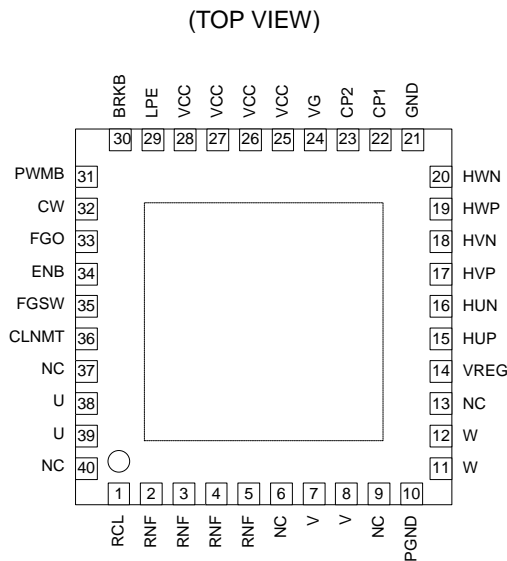 (TOP VIEW)
BRKB LPE VCC VCC VCC VCC VG CP2 CP1 GND
30 29 28 27 26 25 24 23 22 21
PWMB 31 20 HWN
CW 32 19 HWP
FGO 33 18 HVN
ENB 34 17 HVP
FGSW 35 16 HUN
CLNMT 36 15 HUP
NC 37 14 VREG
U 38 13 NC
U 39 12 W
NC 40 11 W
1 2 3 4 5 6 7 8 9 10
RCL RNF RNF RNF RNF NC V V NC PGND